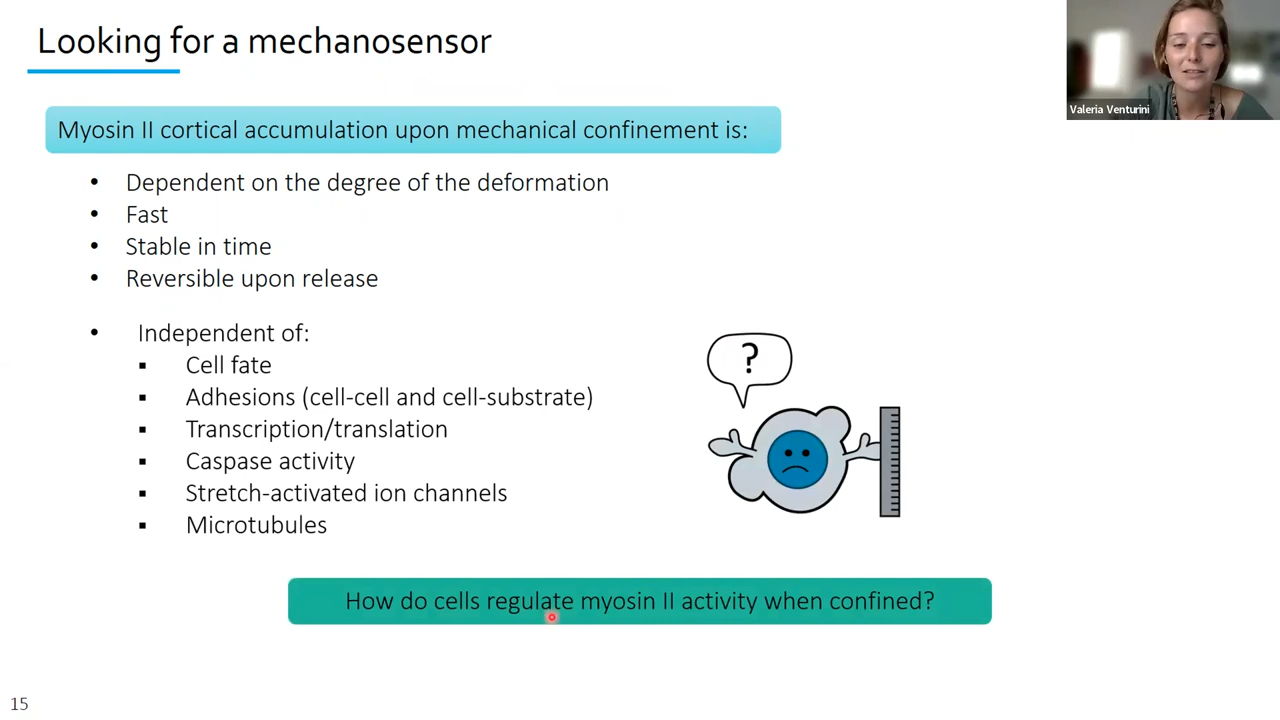 Looking for a mechanosensor
Valeria Venturini
Myosin II cortical accumulation upon mechanical confinement is:
• Dependent on the degree of the deformation
• Fast
• Stable in time
• Reversible upon release
• Independent of:
▪ Cell fate
▪ Adhesions (cell-cell and cell-substrate)
▪ Transcription/translation
▪ Caspase activity
▪ Stretch-activated ion channels
▪ Microtubules
?
How do cells regulate myosin II activity when confined?
15